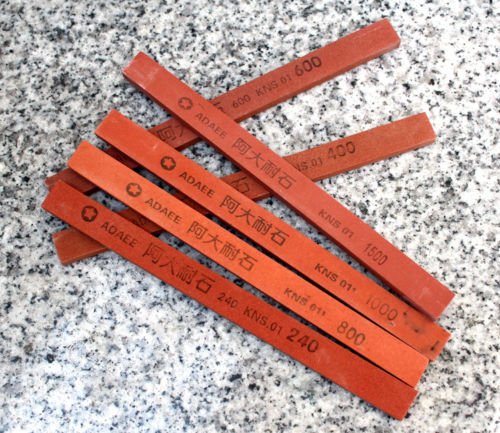 600 KNS.01 600
KNS.01 400
ADAEE 阿大耐石 KNS 01 1500
ADAEE 阿大耐石 KNS 01' 1000
ADAEE 阿大耐石 KNS 01' 800
ADAEE 阿大耐石 240 KNS.01 240